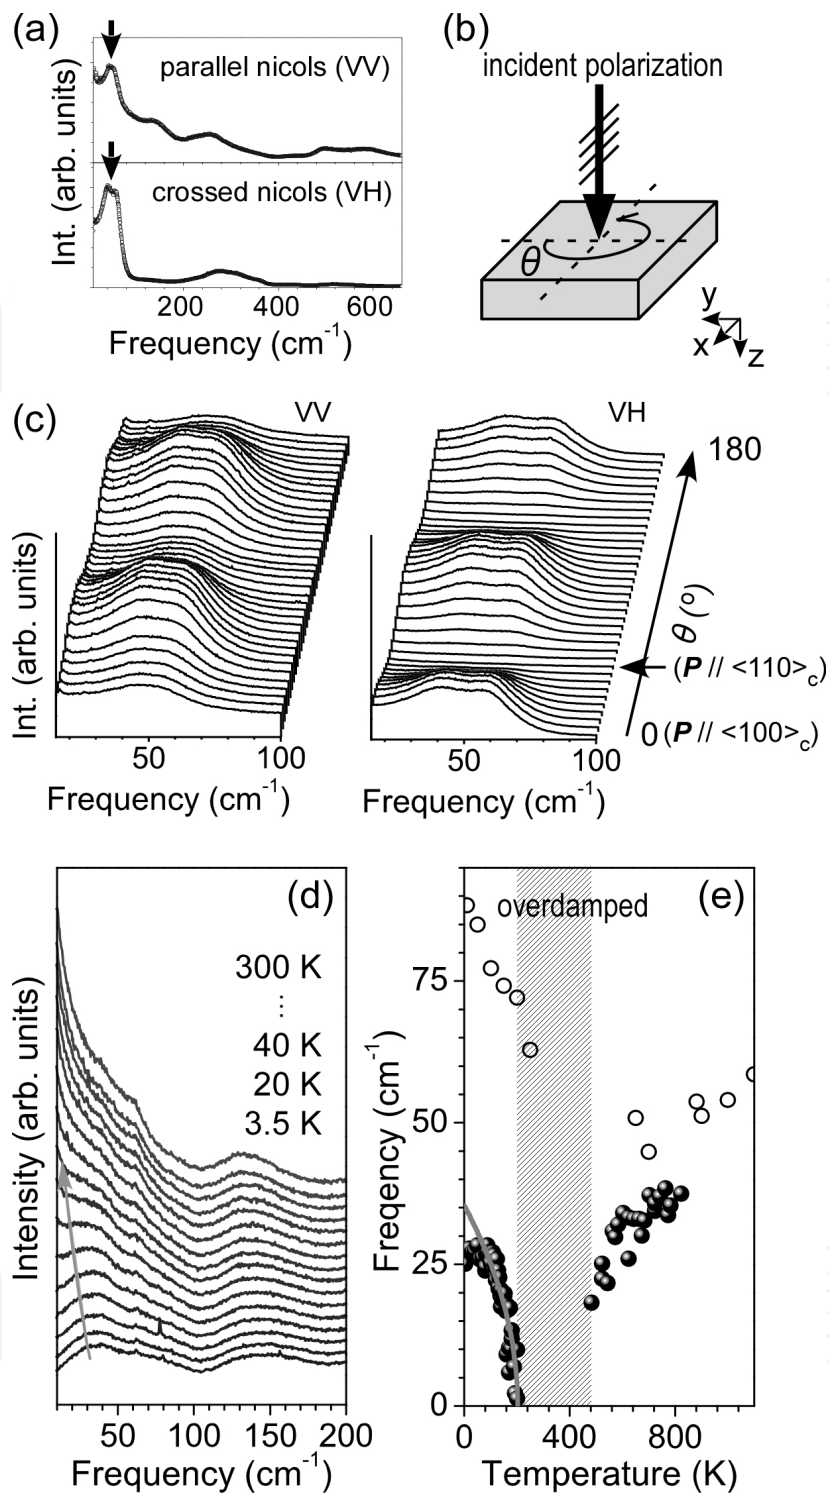 (a)
parallel nicols (VV)
crossed nicols (VH)
Int. (arb. units)
200 400 600
Frequency (cm-1)
(b)
incident polarization
θ
y
x
z
(c)
VV
VH
180
θ (º)
(P // <110>c)
0 (P // <100>c)
Int. (arb. units)
50 100
Frequency (cm-1)
50 100
Frequency (cm-1)
(d)
300 K
⋮
40 K
20 K
3.5 K
Intensity (arb. units)
50 100 150 200
Frequency (cm-1)
(e)
overdamped
75
50
25
0
Freqency (cm-1)
0 400 800
Temperature (K)